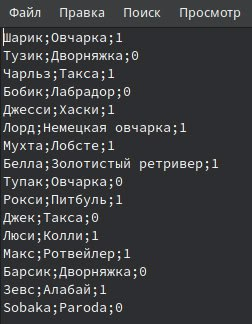 Файл Правка Поиск Просмотр
Шарик;Овчарка;1
Тузик;Дворняжка;0
Чарльз;Такса;1
Бобик;Лабрадор;0
Джесси;Хаски;1
Лорд;Немецкая овчарка;1
Мухта;Лобсте;1
Белла;Золотистый ретривер;1
Тупак;Овчарка;0
Рокси;Питбуль;1
Джек;Такса;0
Люси;Колли;1
Макс;Ротвейлер;1
Барсик;Дворняжка;0
Зевс;Алабай;1
Sobaka;Paroda;0